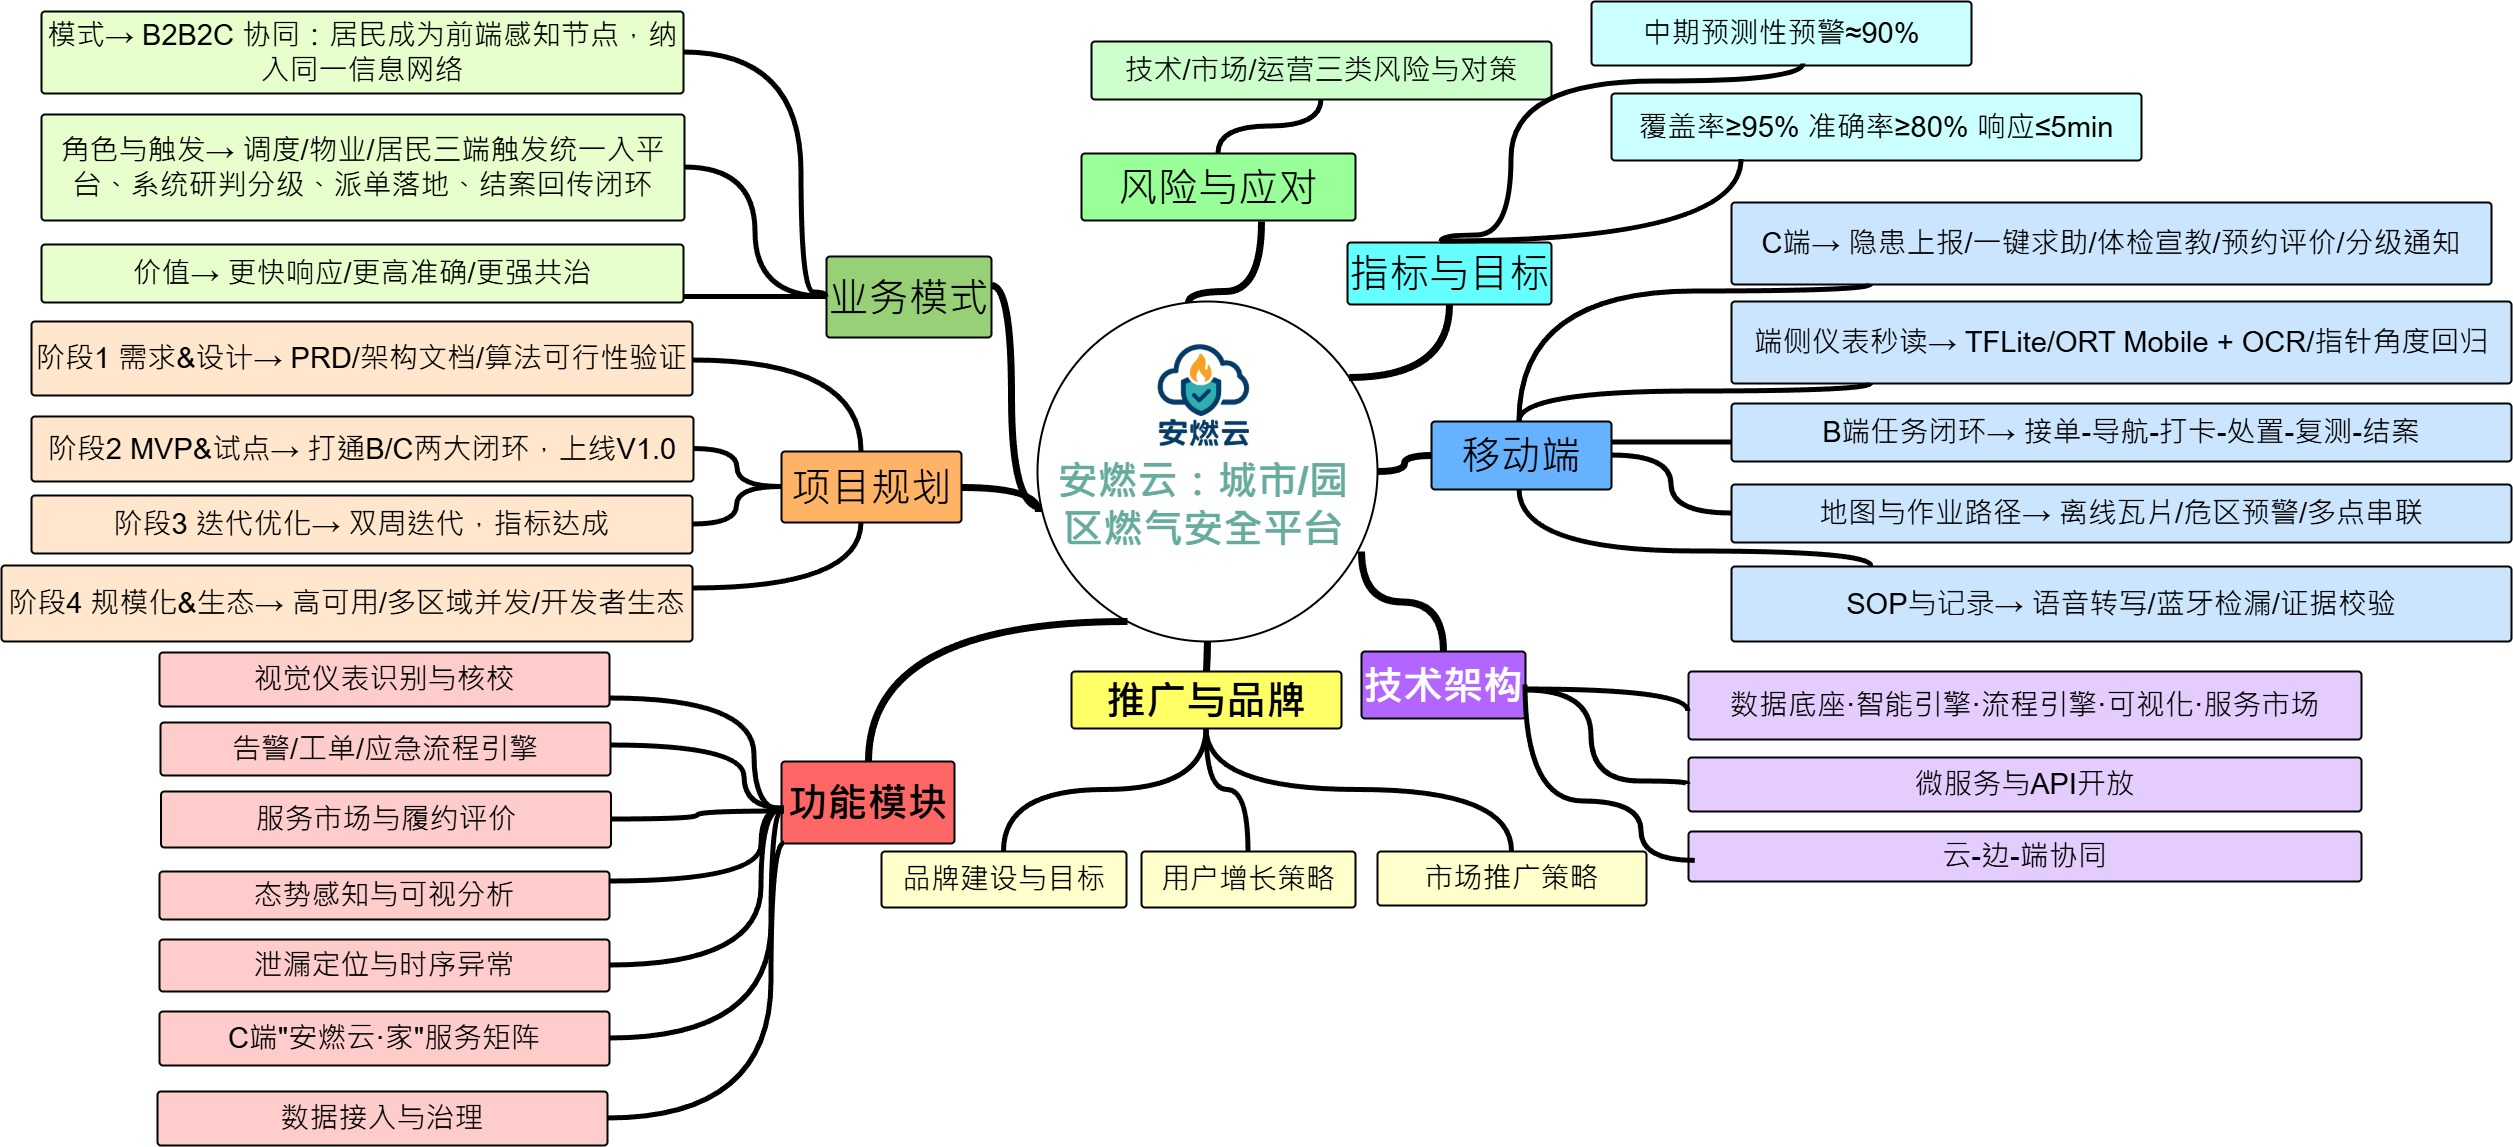 模式→ B2B2C 协同：居民成为前端感知节点，纳
入同一信息网络
角色与触发→ 调度/物业/居民三端触发统一入平
台、系统研判分级、派单落地、结案回传闭环
价值→ 更快响应/更高准确/更强共治
业务模式
阶段1 需求&设计→ PRD/架构文档/算法可行性验证
阶段2 MVP&试点→ 打通B/C两大闭环，上线V1.0
阶段3 迭代优化→ 双周迭代，指标达成
阶段4 规模化&生态→ 高可用/多区域并发/开发者生态
项目规划
视觉仪表识别与核校
告警/工单/应急流程引擎
服务市场与履约评价
态势感知与可视分析
泄漏定位与时序异常
C端"安燃云·家"服务矩阵
数据接入与治理
功能模块
技术/市场/运营三类风险与对策
风险与应对
安燃云
安燃云：城市/园
区燃气安全平台
推广与品牌
品牌建设与目标
用户增长策略
市场推广策略
中期预测性预警≈90%
覆盖率≥95% 准确率≥80% 响应≤5min
指标与目标
C端→ 隐患上报/一键求助/体检宣教/预约评价/分级通知
端侧仪表秒读→ TFLite/ORT Mobile + OCR/指针角度回归
B端任务闭环→ 接单-导航-打卡-处置-复测-结案
地图与作业路径→ 离线瓦片/危区预警/多点串联
SOP与记录→ 语音转写/蓝牙检漏/证据校验
移动端
技术架构
数据底座·智能引擎·流程引擎·可视化·服务市场
微服务与API开放
云-边-端协同